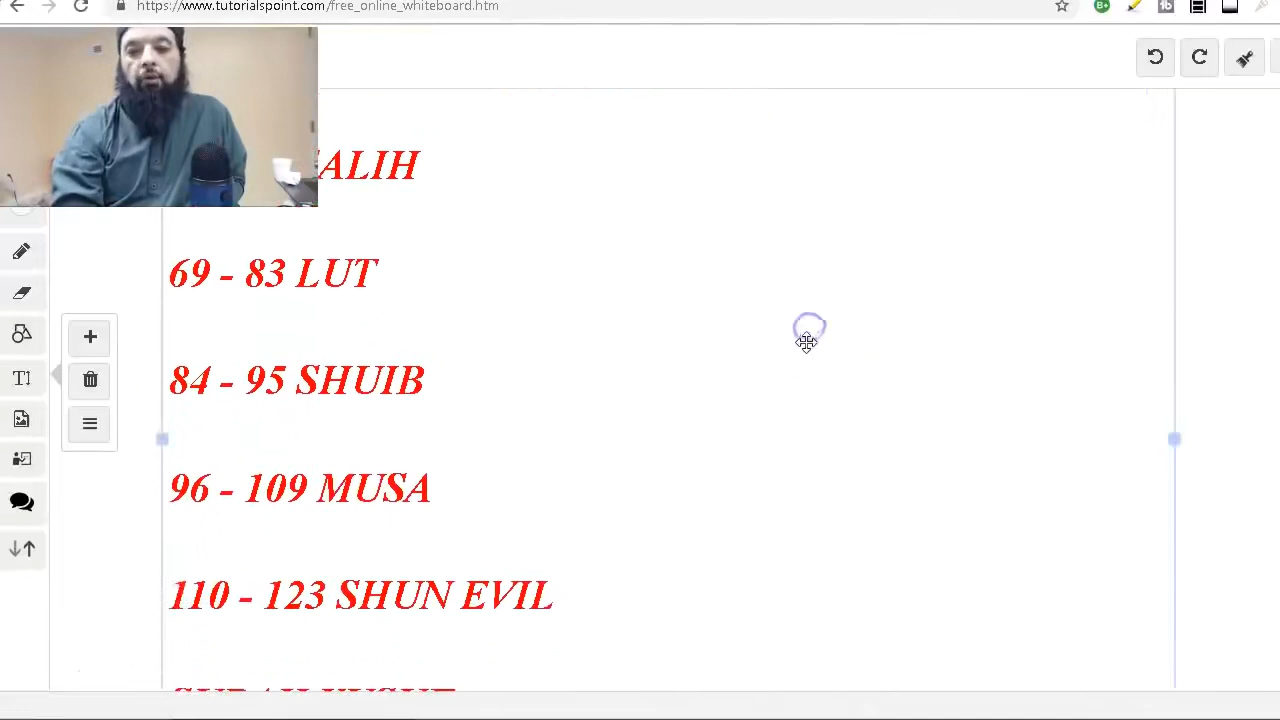 https://www.tutorialspoint.com/free_online_whiteboard.htm
ALIH
69 - 83 LUT
84 - 95 SHUIB
96 - 109 MUSA
110 - 123 SHUN EVIL